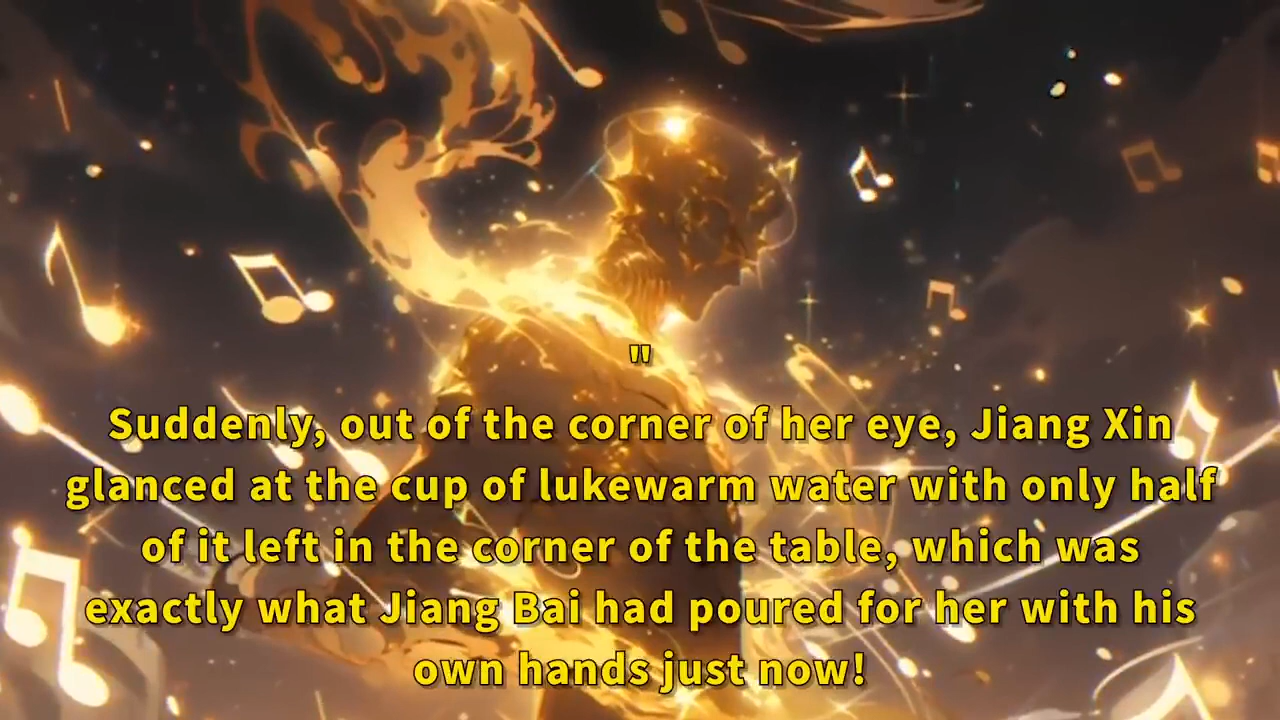 "
Suddenly, out of the corner of her eye, Jiang Xin
glanced at the cup of lukewarm water with only half
of it left in the corner of the table, which was
exactly what Jiang Bai had poured for her with his
own hands just now!